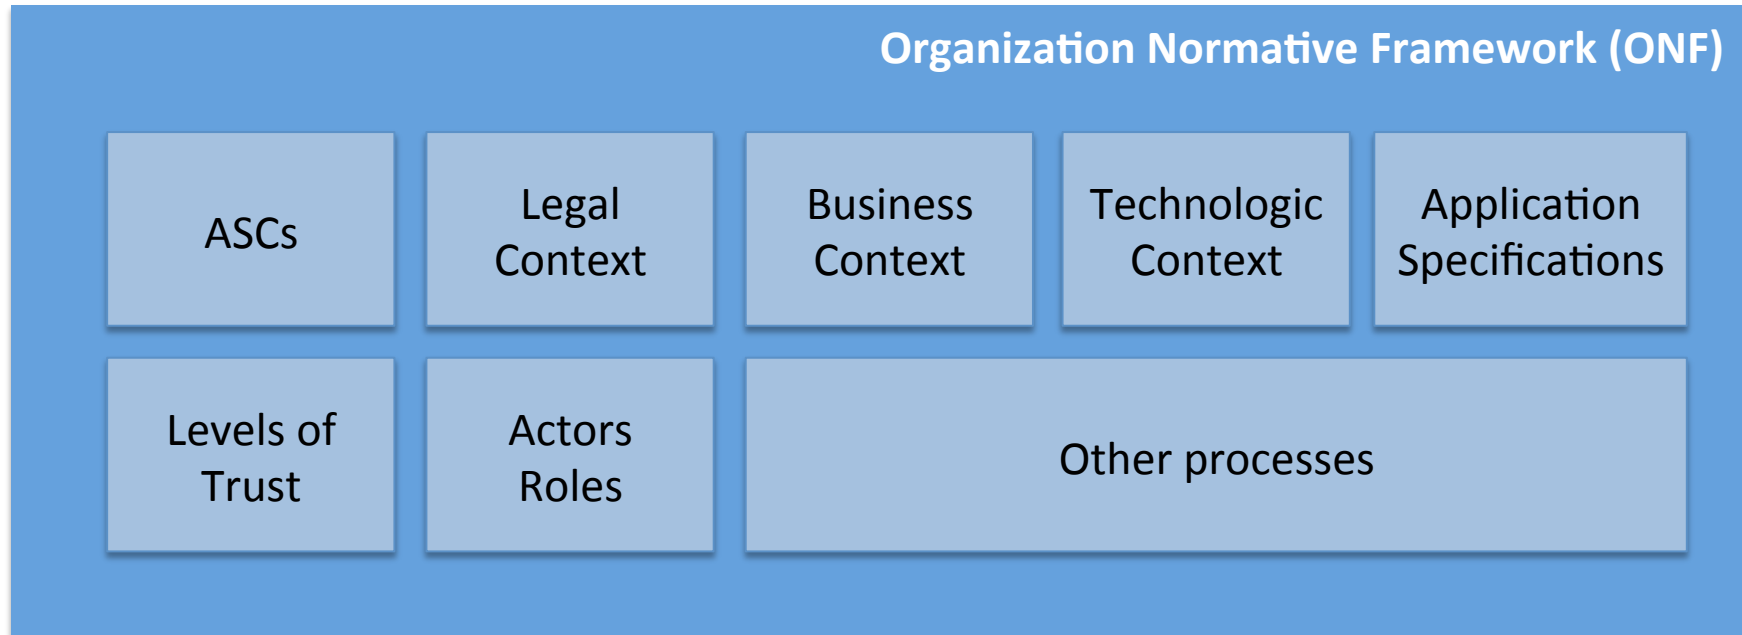 Organization Normative Framework (ONF)
ASCs
Legal
Context
Business
Context
Technologic
Context
Application
Specifications
Levels of
Trust
Actors
Roles
Other processes